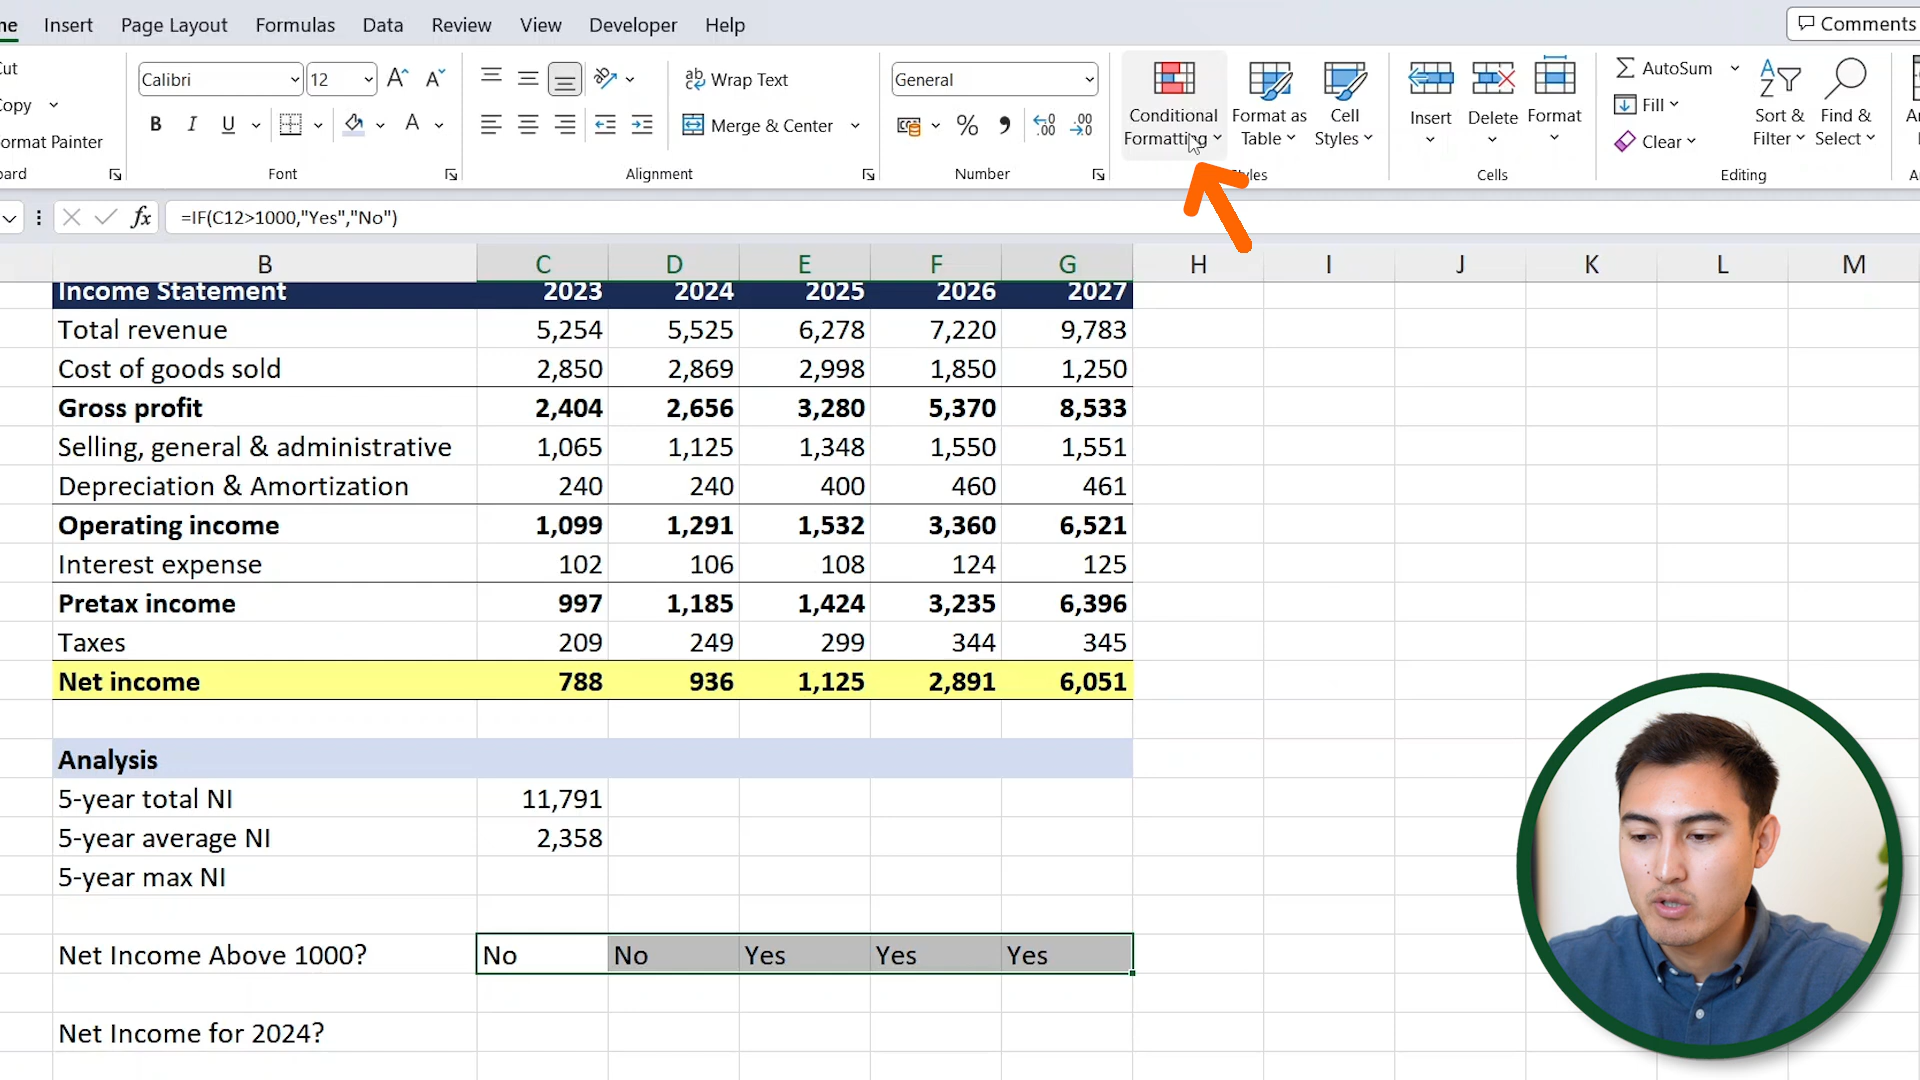 ne Insert Page Layout Formulas Data Review View Developer Help Comments
ut
opy
ormat Painter
Calibri 12
B I U A
Wrap Text
Merge & Center
General
Conditional Formatting
Format as Table
Cell Styles
Insert Delete Format
AutoSum
Fill
Clear
Sort & Filter
Find & Select
oard Font Alignment Number yles Cells Editing
fx =IF(C12>1000,"Yes","No")
B C D E F G H I J K L M
Income Statement 2023 2024 2025 2026 2027
Total revenue 5,254 5,525 6,278 7,220 9,783
Cost of goods sold 2,850 2,869 2,998 1,850 1,250
Gross profit 2,404 2,656 3,280 5,370 8,533
Selling, general & administrative 1,065 1,125 1,348 1,550 1,551
Depreciation & Amortization 240 240 400 460 461
Operating income 1,099 1,291 1,532 3,360 6,521
Interest expense 102 106 108 124 125
Pretax income 997 1,185 1,424 3,235 6,396
Taxes 209 249 299 344 345
Net income 788 936 1,125 2,891 6,051
Analysis
5-year total NI 11,791
5-year average NI 2,358
5-year max NI
Net Income Above 1000? No No Yes Yes Yes
Net Income for 2024?